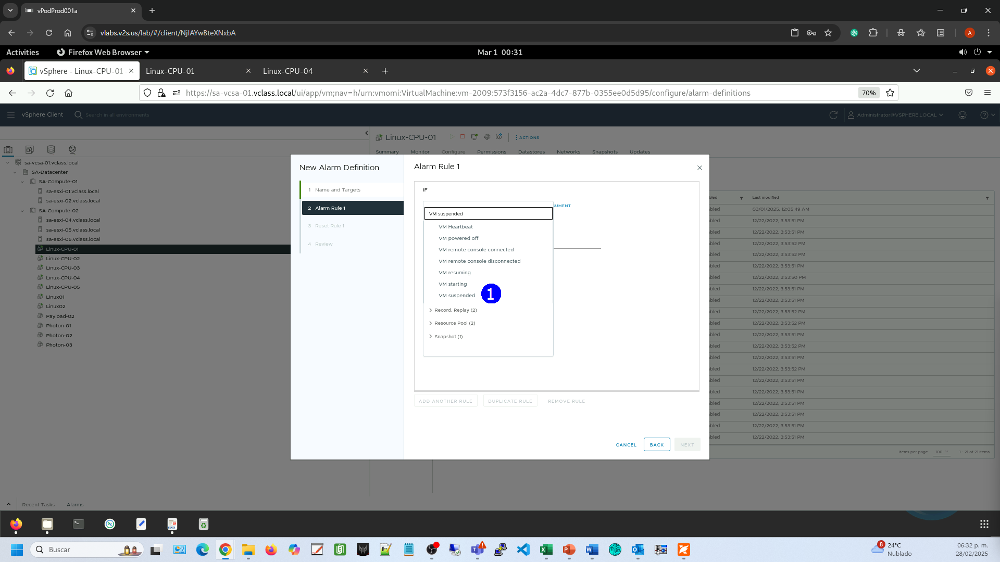 vPodProd001a
vlabs.v2s.us/lab/#/client/NjIAYwBteXNxbA
A
Activities
Firefox Web Browser
Mar 1 00:31
vSphere - Linux-CPU-01 -
Linux-CPU-01
Linux-CPU-04
https://sa-vcsa-01.vclass.local/ui/app/vm;nav=h/urn:vmomi:VirtualMachine:vm-2009:573f3156-ac2a-4dc7-877b-0355ee0d5d95/configure/alarm-definitions
70%
vSphere Client
Search in all environments
Administrator@VSPHERE.LOCAL
Linux-CPU-01
ACTIONS
Summary
Monitor
Configure
Permissions
Datastores
Networks
Snapshots
Updates
sa-vcsa-01.vclass.local
SA-Datacenter
SA-Compute-01
sa-esxi-01.vclass.local
sa-esxi-02.vclass.local
SA-Compute-02
sa-esxi-04.vclass.local
sa-esxi-05.vclass.local
sa-esxi-06.vclass.local
Linux-CPU-01
Linux-CPU-02
Linux-CPU-03
Linux-CPU-04
Linux-CPU-05
Linux01
Linux02
Payload-02
Photon-01
Photon-02
Photon-03
New Alarm Definition
1 Name and Targets
2 Alarm Rule 1
3 Reset Rule 1
4 Review
Alarm Rule 1
IF
GUMENT
VM suspended
VM Heartbeat
VM powered off
VM remote console connected
VM remote console disconnected
VM resuming
VM starting
VM suspended
1
Record, Replay (2)
Resource Pool (2)
Snapshot (1)
ADD ANOTHER RULE
DUPLICATE RULE
REMOVE RULE
CANCEL
BACK
NEXT
bled
Last modified
bled 03/01/2025, 12:05:49 AM
bled 12/22/2022, 3:53:51 PM
bled 12/22/2022, 3:53:51 PM
bled 12/22/2022, 3:53:52 PM
bled 12/22/2022, 3:53:52 PM
bled 12/22/2022, 3:53:51 PM
bled 12/22/2022, 3:53:50 PM
bled 12/22/2022, 3:53:51 PM
bled 12/22/2022, 3:53:51 PM
bled 12/22/2022, 3:53:52 PM
bled 12/22/2022, 3:53:52 PM
bled 12/22/2022, 3:53:51 PM
bled 12/22/2022, 3:53:52 PM
bled 12/22/2022, 3:53:51 PM
bled 12/22/2022, 3:53:52 PM
bled 12/22/2022, 3:53:51 PM
bled 12/22/2022, 3:53:51 PM
bled 12/22/2022, 3:53:51 PM
bled 12/22/2022, 3:53:51 PM
bled 12/22/2022, 3:53:51 PM
bled 12/22/2022, 3:53:51 PM
Items per page
100
1 - 21 of 21 items
Recent Tasks
Alarms
Buscar
8
24°C
Nublado
06:32 p. m.
28/02/2025